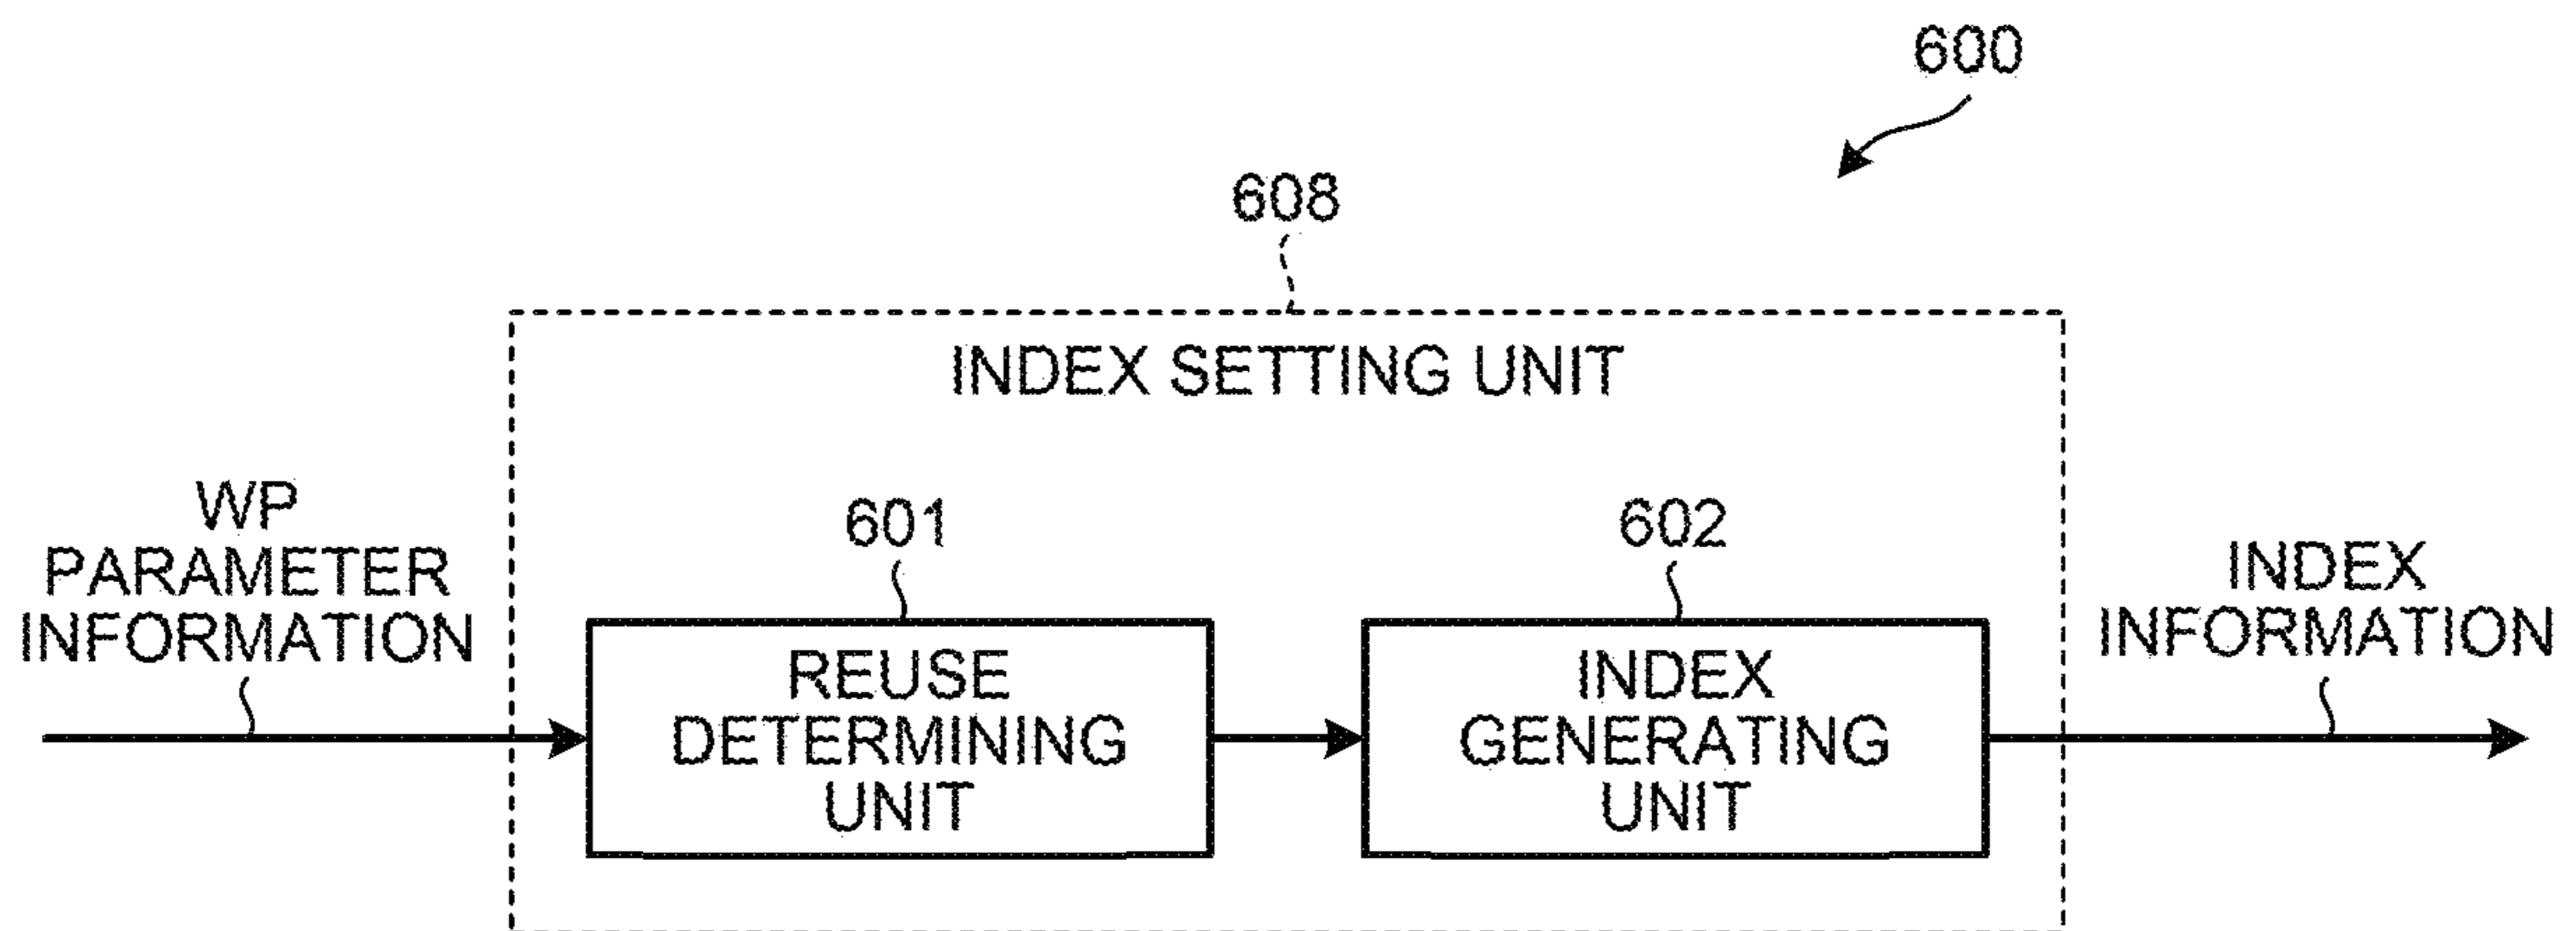 600
608
INDEX SETTING UNIT
WP
PARAMETER
INFORMATION
601
REUSE
DETERMINING
UNIT
602
INDEX
GENERATING
UNIT
INDEX
INFORMATION